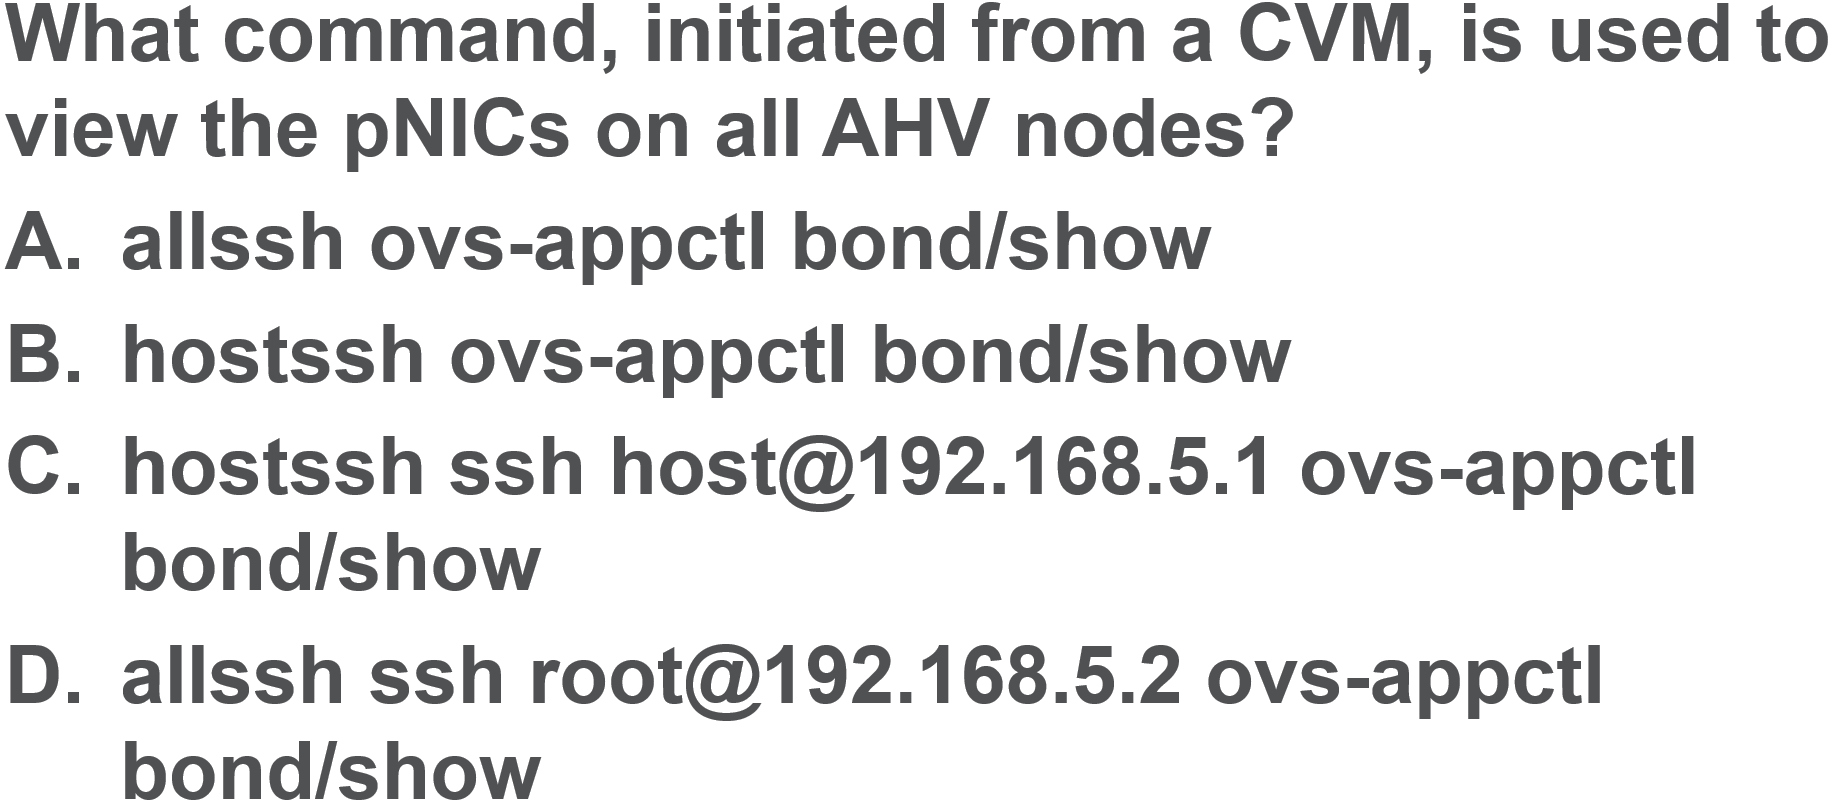 What command, initiated from a CVM, is used to
view the pNICs on all AHV nodes?
A. allssh ovs-appctl bond/show
B. hostssh ovs-appctl bond/show
C. hostssh ssh host@192.168.5.1 ovs-appctl
bond/show
D. allssh ssh root@192.168.5.2 ovs-appctl
bond/show